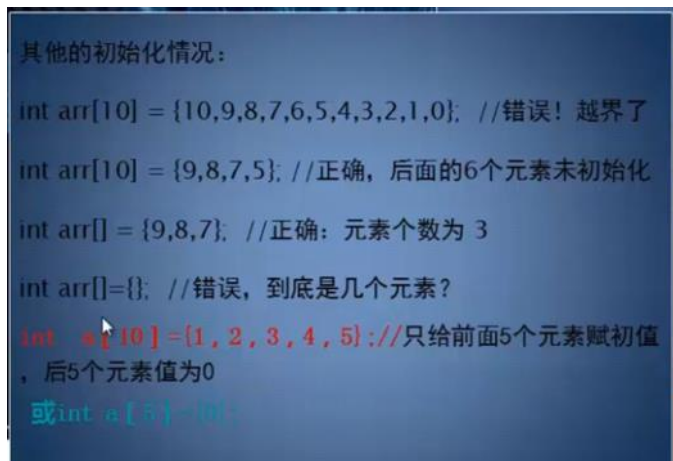 其他的初始化情况：
int arr[10] = {10,9,8,7,6,5,4,3,2,1,0}; //错误！越界了
int arr[10] = {9,8,7,5}; //正确，后面的6个元素未初始化
int arr[] = {9,8,7}; //正确：元素个数为 3
int arr[]={}; //错误，到底是几个元素？
int a[10]={1,2,3,4,5};//只给前面5个元素赋初值
，后5个元素值为0
或int a[5]={0};